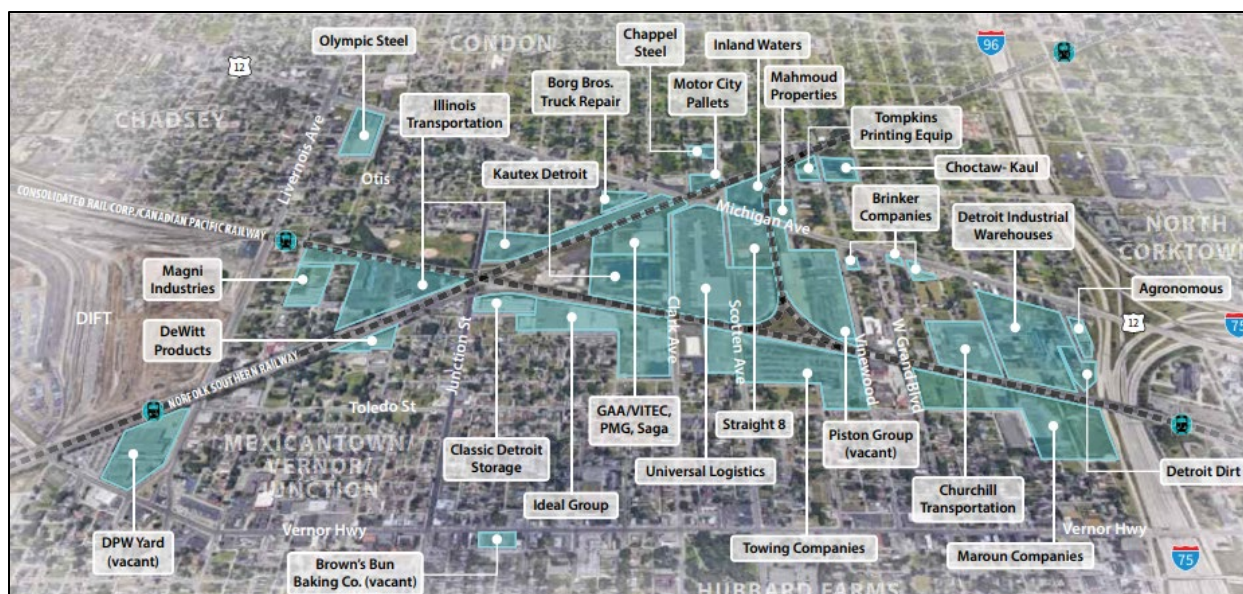 CONDON
CHADSEY
NORTH
CORKTOWN
DIFT
MEXICANTOWN/
VERNOR/
JUNCTION
HUBBARD FARMS
12
96
75
12
75
Olympic Steel
Illinois
Transportation
Borg Bros.
Truck Repair
Chappel
Steel
Motor City
Pallets
Inland Waters
Mahmoud
Properties
Tompkins
Printing Equip
Choctaw- Kaul
Kautex Detroit
Brinker
Companies
Detroit Industrial
Warehouses
Agronomous
Magni
Industries
DeWitt
Products
Livernois Ave
Otis
Michigan Ave
CONSOLIDATED RAIL CORP./CANADIAN PACIFIC RAILWAY
NORFOLK SOUTHERN RAILWAY
Junction St
Clark Ave
Scotten Ave
Vinewood
W Grand Blvd
Toledo St
Vernor Hwy
Vernor Hwy
DPW Yard
(vacant)
Brown's Bun
Baking Co. (vacant)
Classic Detroit
Storage
Ideal Group
GAA/VITEC,
PMG, Saga
Universal Logistics
Straight 8
Towing Companies
Piston Group
(vacant)
Churchill
Transportation
Maroun Companies
Detroit Dirt